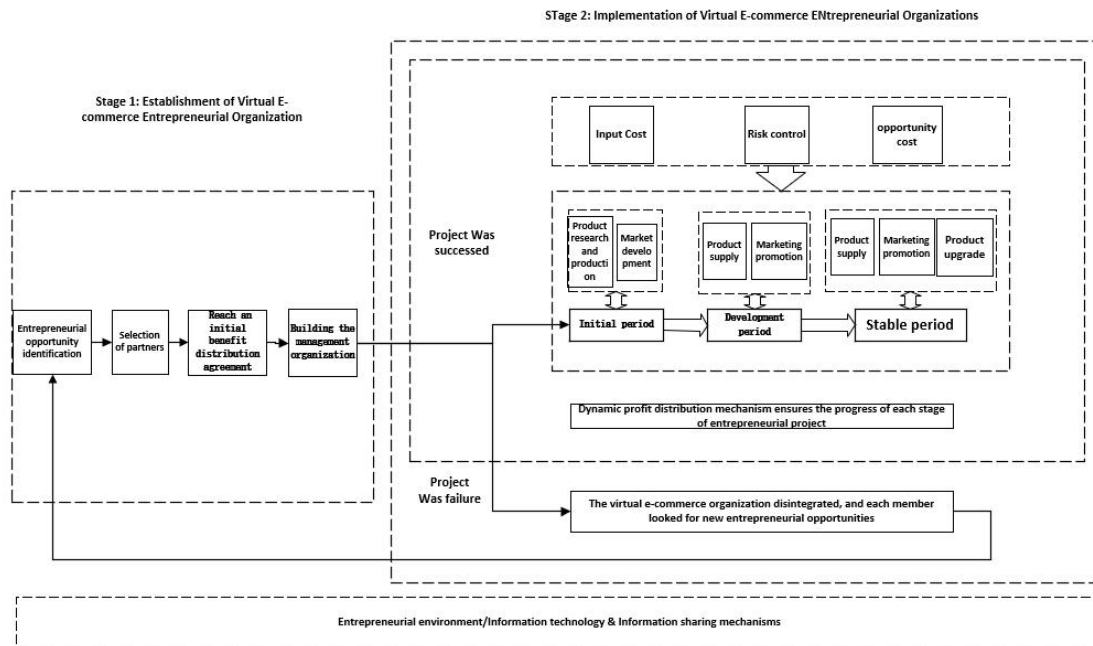 STage 2: Implementation of Virtual E-commerce ENtrepreneurial Organizations
Stage 1: Establishment of Virtual E-
commerce Entrepreneurial Organization
Input Cost
Risk control
opportunity
cost
Project Was
successed
Product
research
and
producti
on
Market
develop
ment
Product
supply
Marketing
promotion
Product
supply
Marketing
promotion
Product
upgrade
Initial period
Development
period
Stable period
Entrepreneurial
opportunity
identification
Selection
of partners
Reach an
initial
benefit
distribution
agreement
Building the
management
organization
Dynamic profit distribution mechanism ensures the progress of each stage
of entrepreneurial project
Project
Was failure
The virtual e-commerce organization disintegrated, and each member
looked for new entrepreneurial opportunities
Entrepreneurial environment/Information technology & Information sharing mechanisms